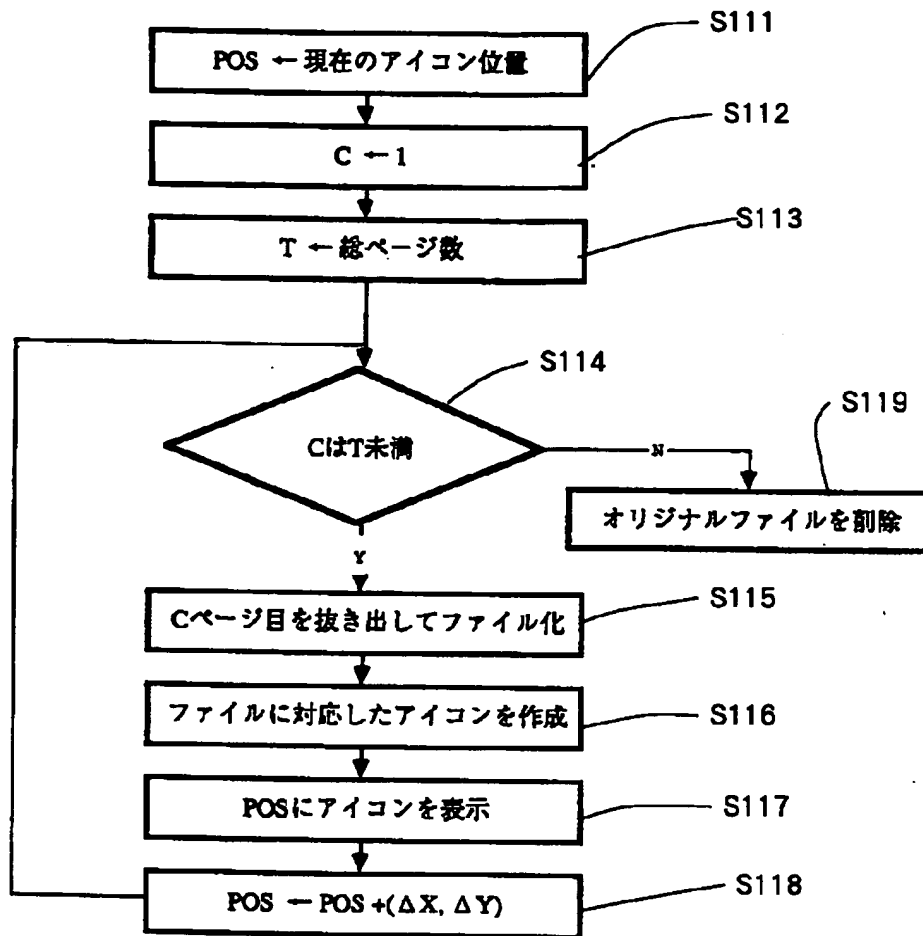 S111
POS ← 現在のアイコン位置
S112
C ← 1
S113
T ← 総ページ数
S114
CはT未満
S119
N
オリジナルファイルを削除
Y
S115
Cページ目を抜き出してファイル化
ファイルに対応したアイコンを作成
S116
POSにアイコンを表示
S117
POS ← POS +(ΔX, ΔY)
S118